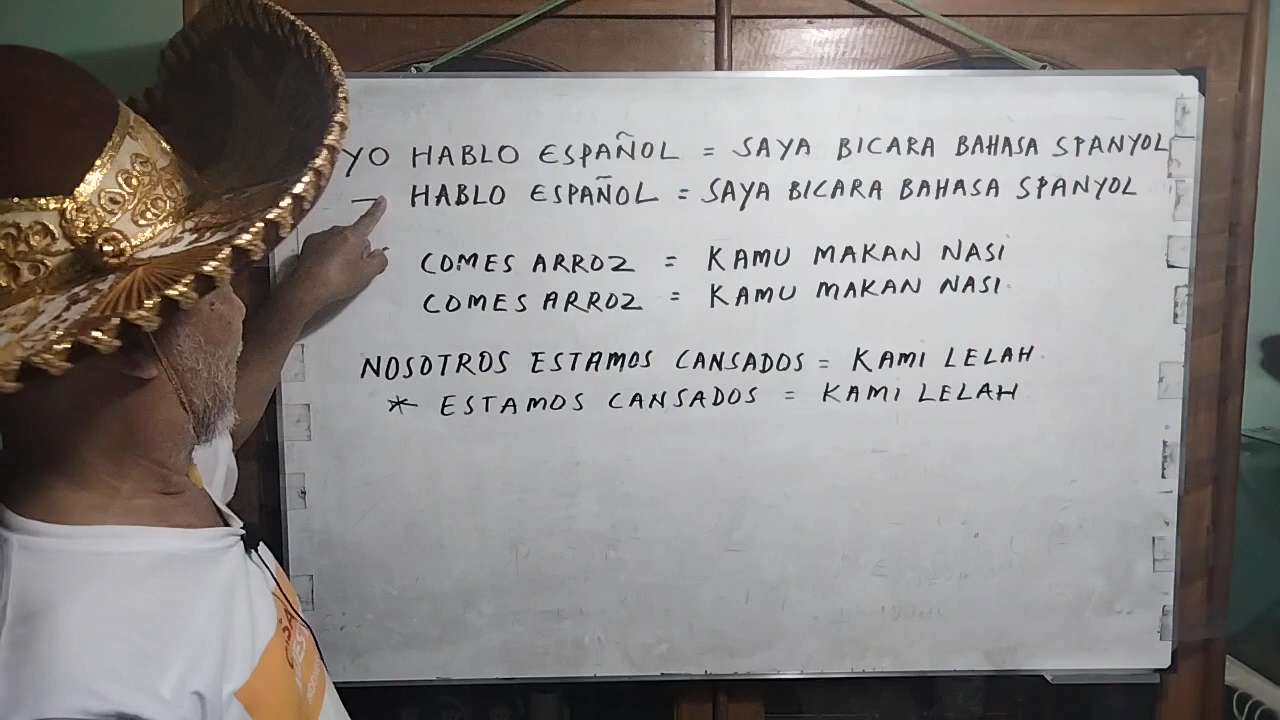 YO HABLO ESPAÑOL = SAYA BICARA BAHASA SPANYOL
— HABLO ESPAÑOL = SAYA BICARA BAHASA SPANYOL
COMES ARROZ = KAMU MAKAN NASI
COMES ARROZ = KAMU MAKAN NASI.
NOSOTROS ESTAMOS CANSADOS = KAMI LELAH.
* ESTAMOS CANSADOS = KAMI LELAH